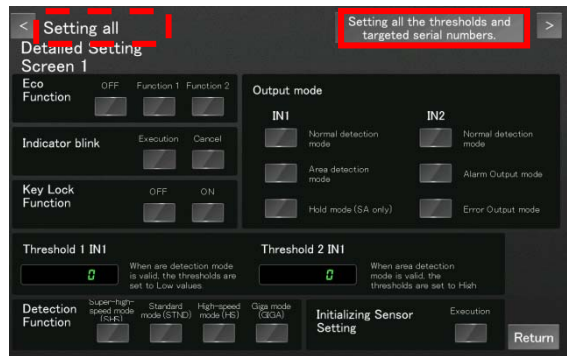 <
Setting all
Detailed Setting
Screen 1
Setting all the thresholds and
targeted serial numbers.
>
Eco
Function
OFF
Function 1
Function 2
Indicator blink
Execution
Cancel
Key Lock
Function
OFF
ON
Output mode
IN1
IN2
Normal detection
mode
Normal detection
mode
Area detection
mode
Alarm Output mode
Hold mode (SA only)
Error Output mode
Threshold 1 IN1
0
When are detection mode
is valid, the thresholds are
set to Low values
Threshold 2 IN1
0
When area detection
mode is valid, the
thresholds are set to High
Detection
Function
Super-high-
speed mode
(SHS)
Standard
mode (STND)
High-speed
mode (HS)
Giga mode
(GIGA)
Initializing Sensor
Setting
Execution
Return